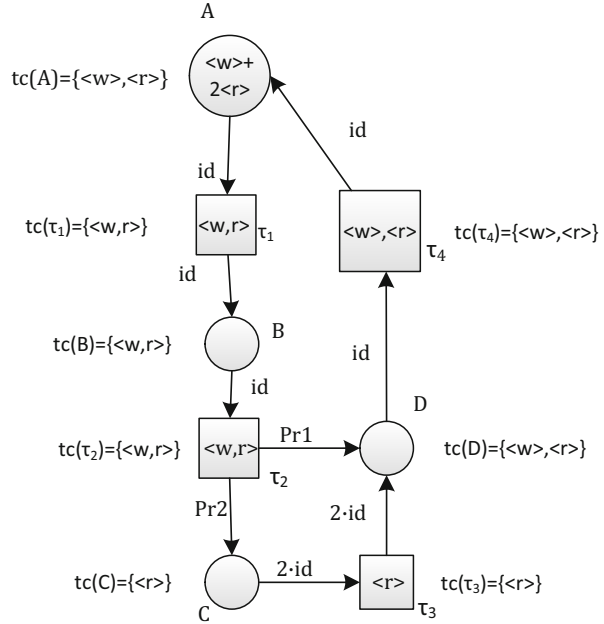 A
tc(A)={<w>,<r>}
<w>+
2<r>
id
id
tc(τ₁)={<w,r>}
<w,r>
τ₁
<w>,<r>
τ₄
tc(τ₄)={<w>,<r>}
id
tc(B)={<w,r>}
B
id
id
D
tc(τ₂)={<w,r>}
<w,r>
τ₂
Pr1
tc(D)={<w>,<r>}
Pr2
2·id
tc(C)={<r>}
C
2·id
<r>
τ₃
tc(τ₃)={<r>}